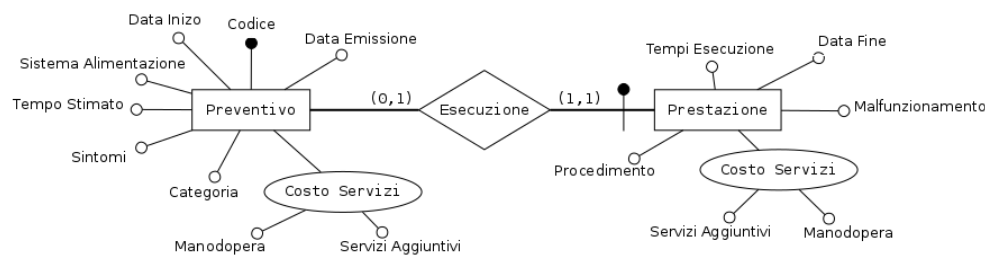 Data Inizo
Codice
Data Emissione
Sistema Alimentazione
Tempo Stimato
Preventivo
Sintomi
Categoria
Costo Servizi
Manodopera
Servizi Aggiuntivi
(0,1)
Esecuzione
(1,1)
Tempi Esecuzione
Data Fine
Prestazione
Malfunzionamento
Procedimento
Costo Servizi
Servizi Aggiuntivi
Manodopera